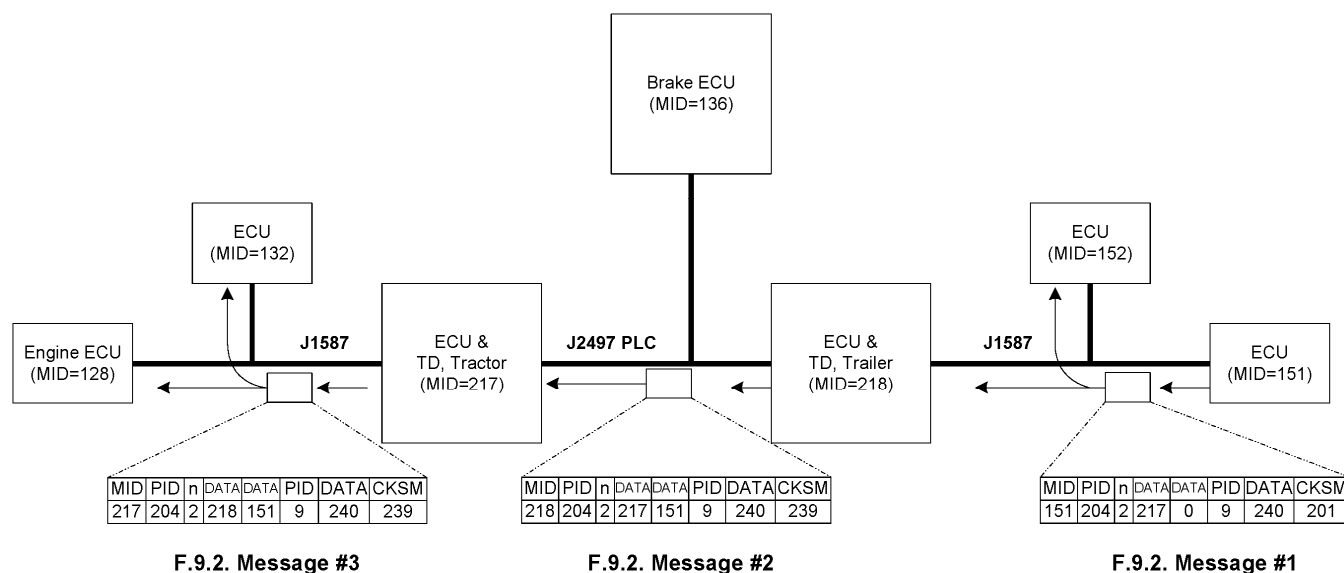 Brake ECU
(MID=136)
ECU
(MID=132)
ECU
(MID=152)
Engine ECU
(MID=128)
J1587
ECU &
TD, Tractor
(MID=217)
J2497 PLC
ECU &
TD, Trailer
(MID=218)
J1587
ECU
(MID=151)
MID PID n DATA DATA PID DATA CKSM
217 204 2 218 151 9 240 239
MID PID n DATA DATA PID DATA CKSM
218 204 2 217 151 9 240 239
MID PID n DATA DATA PID DATA CKSM
151 204 2 217 0 9 240 201
F.9.2. Message #3
F.9.2. Message #2
F.9.2. Message #1